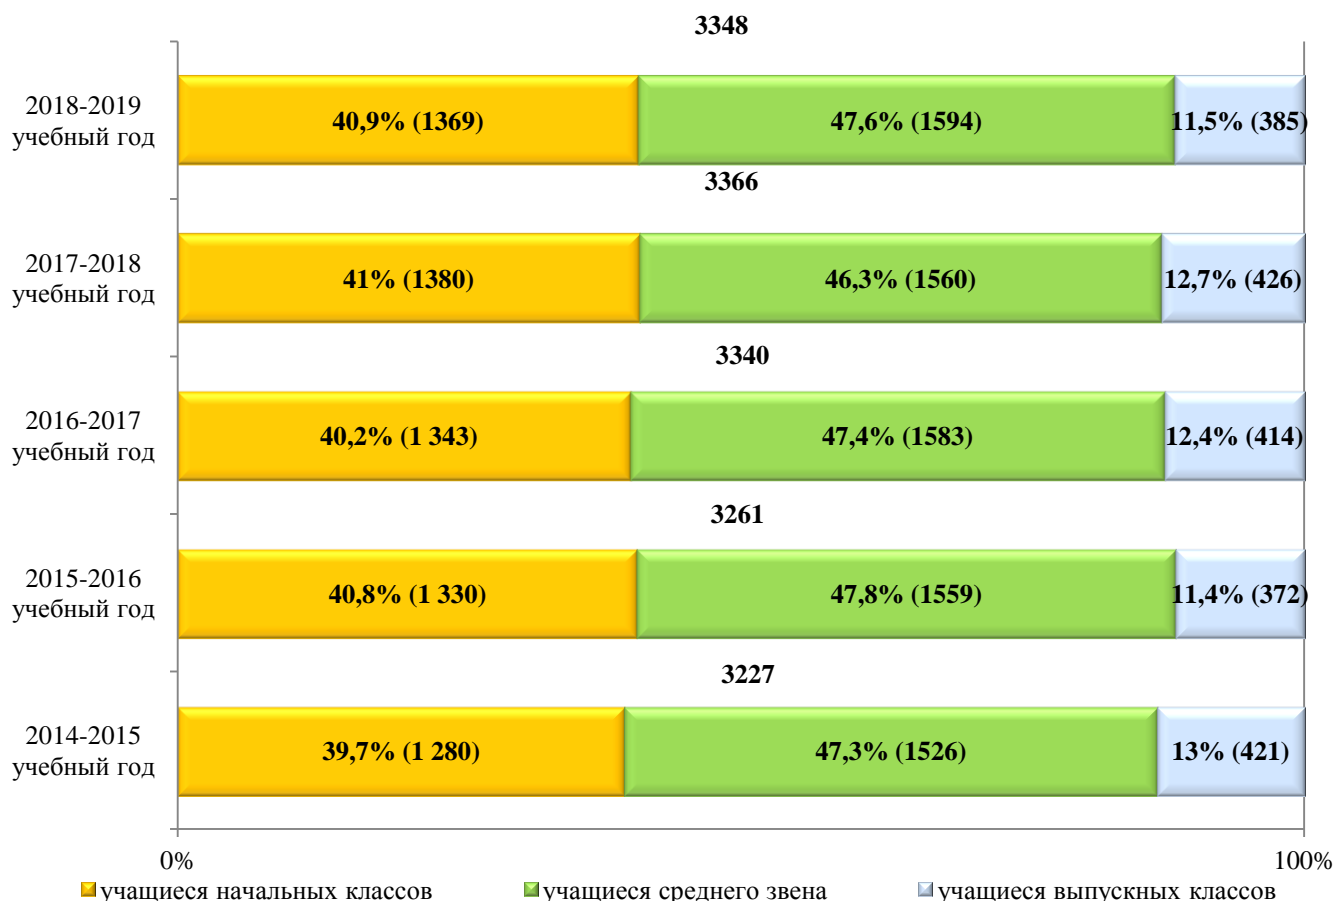 3348
2018-2019
учебный год
40,9% (1369) 47,6% (1594) 11,5% (385)
3366
2017-2018
учебный год
41% (1380) 46,3% (1560) 12,7% (426)
3340
2016-2017
учебный год
40,2% (1 343) 47,4% (1583) 12,4% (414)
3261
2015-2016
учебный год
40,8% (1 330) 47,8% (1559) 11,4% (372)
3227
2014-2015
учебный год
39,7% (1 280) 47,3% (1526) 13% (421)
0% 100%
учащиеся начальных классов учащиеся среднего звена учащиеся выпускных классов